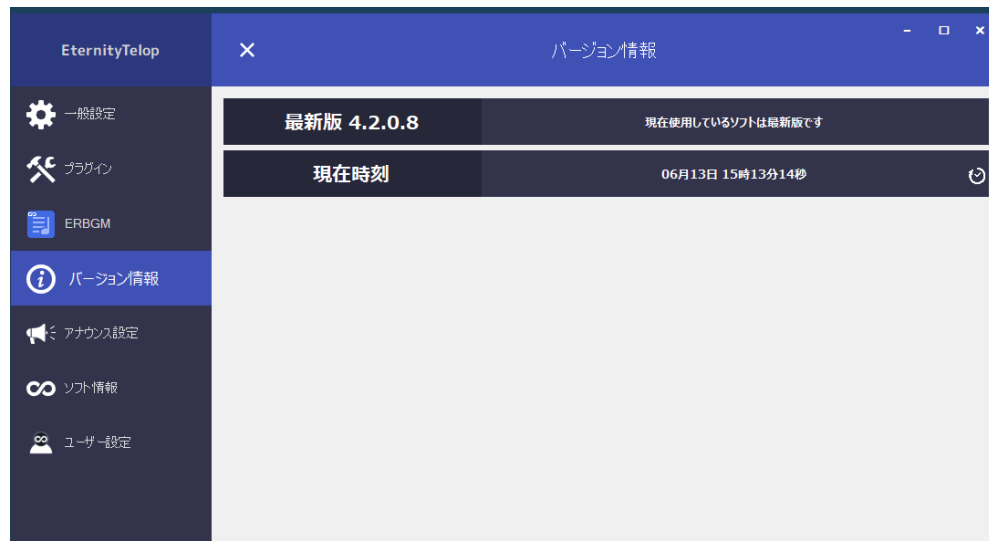 EternityTelop
バージョン情報
一般設定
プラグイン
ERBGM
バージョン情報
アナウンス設定
ソフト情報
ユーザー設定
最新版 4.2.0.8
現在使用しているソフトは最新版です
現在時刻
06月13日 15時13分14秒